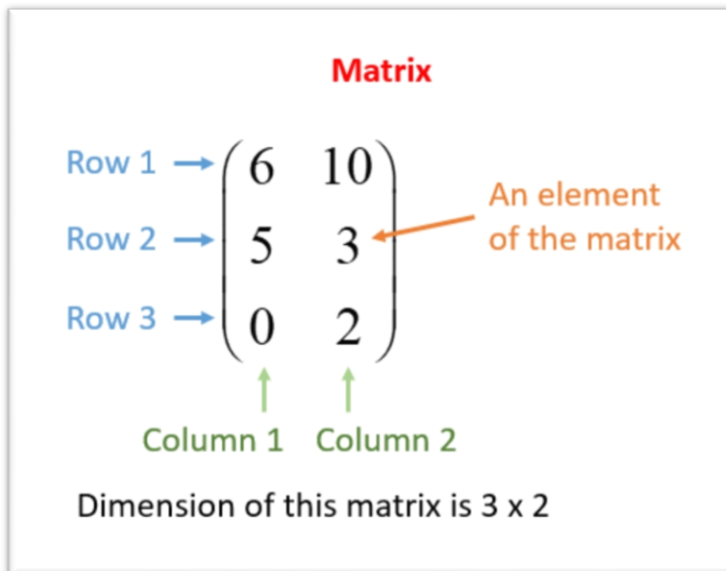 Matrix
Row 1 6 10
An element
Row 2 5 3 of the matrix
Row 3 0 2
Column 1 Column 2
Dimension of this matrix is 3 x 2